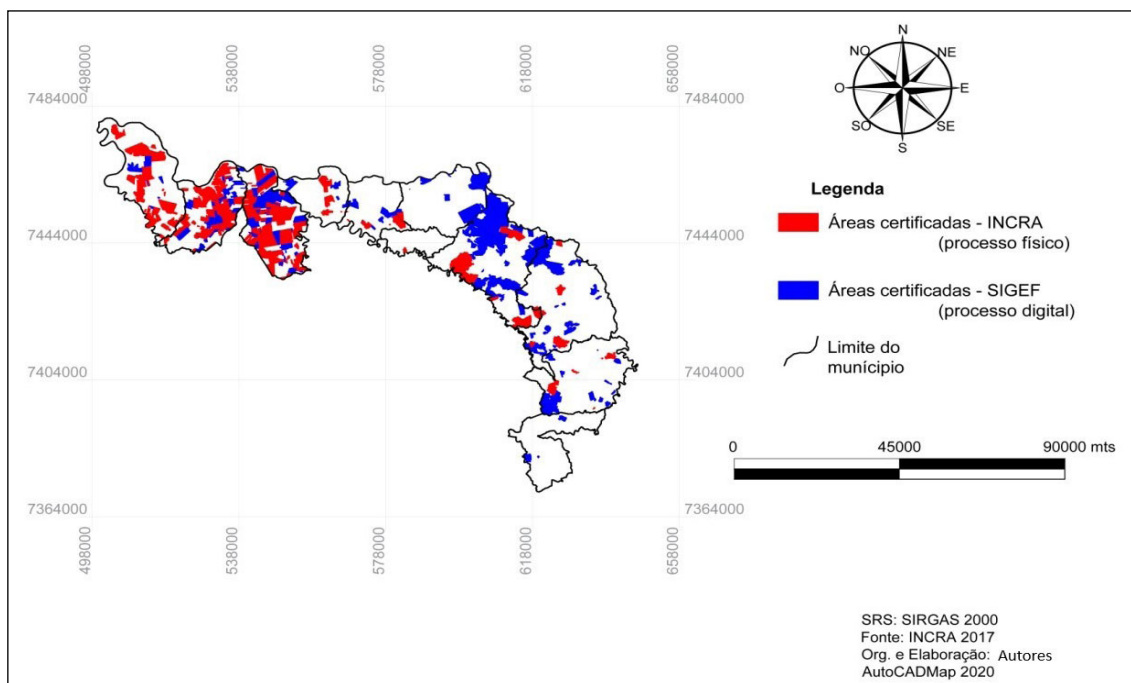 498000
538000
578000
618000
658000
N
NO
NE
O
E
SO
SE
S
7484000
7484000
7444000
7444000
7404000
7404000
7364000
7364000
498000
538000
578000
618000
658000
Legenda
Áreas certificadas - INCRA
(processo físico)
Áreas certificadas - SIGEF
(processo digital)
Limite do
munícipio
0
45000
90000 mts
SRS: SIRGAS 2000
Fonte: INCRA 2017
Org. e Elaboração: Autores
AutoCADMap 2020